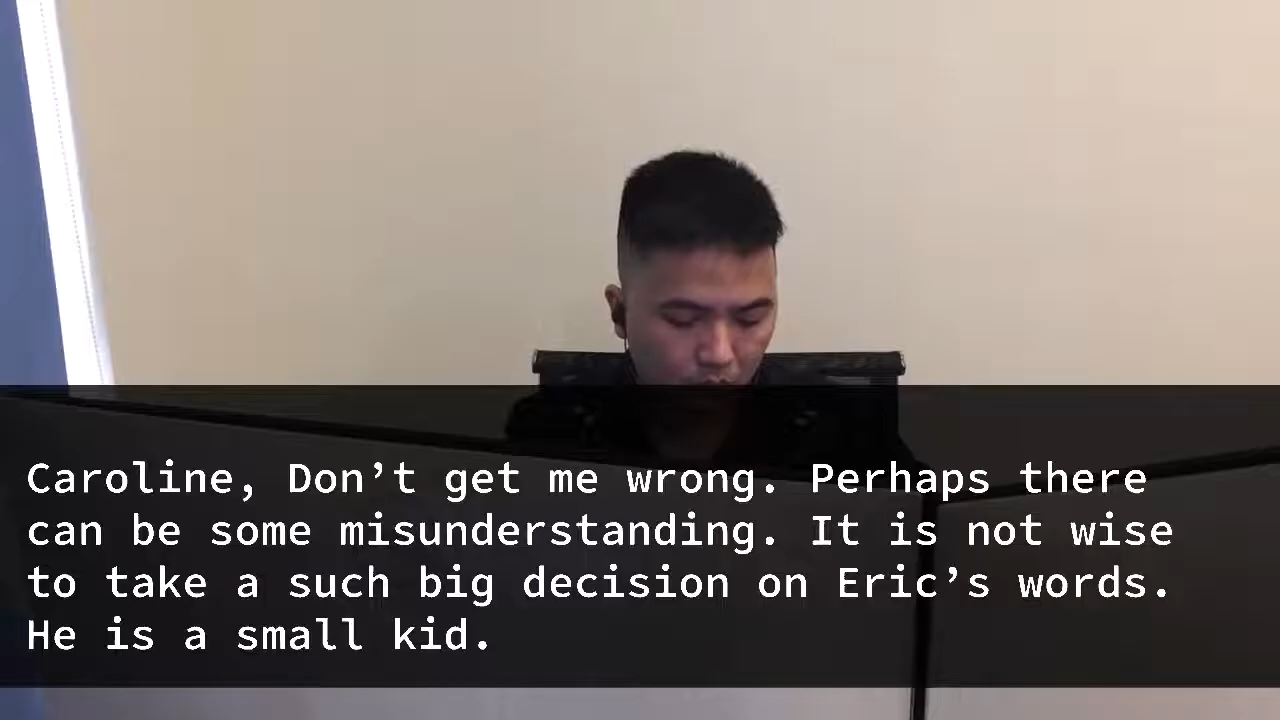 Caroline, Don’t get me wrong. Perhaps there
can be some misunderstanding. It is not wise
to take a such big decision on Eric’s words.
He is a small kid.